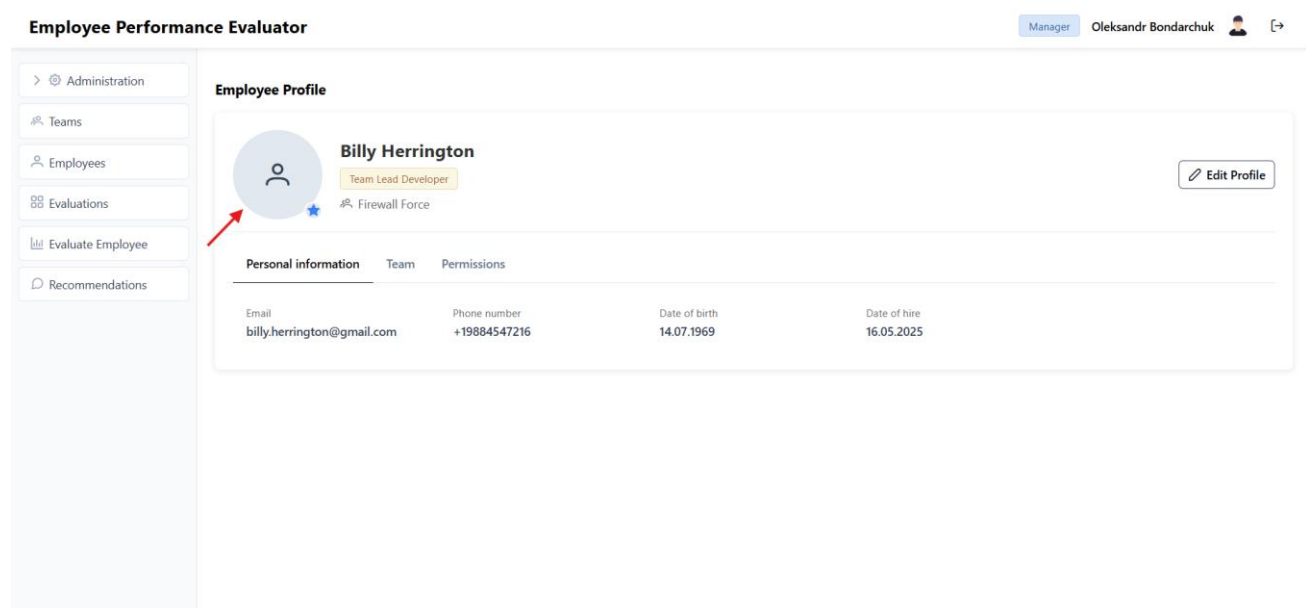 Employee Performance Evaluator
Manager Oleksandr Bondarchuk
Administration
Teams
Employees
Evaluations
Evaluate Employee
Recommendations
Employee Profile
Billy Herrington
Team Lead Developer
Firewall Force
Edit Profile
Personal information Team Permissions
Email Phone number Date of birth Date of hire
billy.herrington@gmail.com +19884547216 14.07.1969 16.05.2025